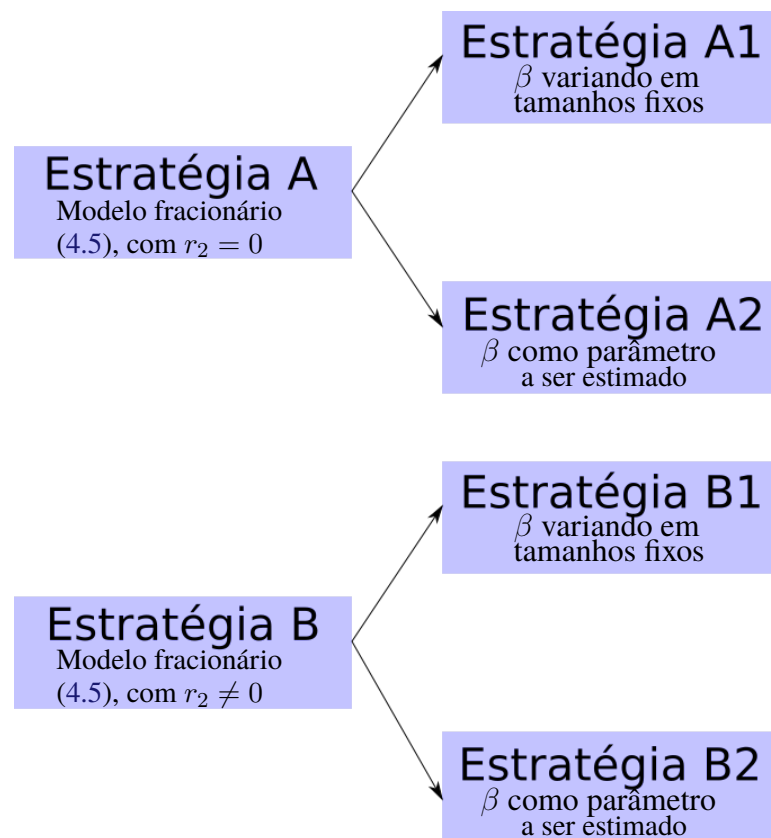 Estratégia A1
β variando em
tamanhos fixos
Estratégia A
Modelo fracionário
(4.5), com r₂ = 0
Estratégia A2
β como parâmetro
a ser estimado
Estratégia B1
β variando em
tamanhos fixos
Estratégia B
Modelo fracionário
(4.5), com r₂ ≠ 0
Estratégia B2
β como parâmetro
a ser estimado